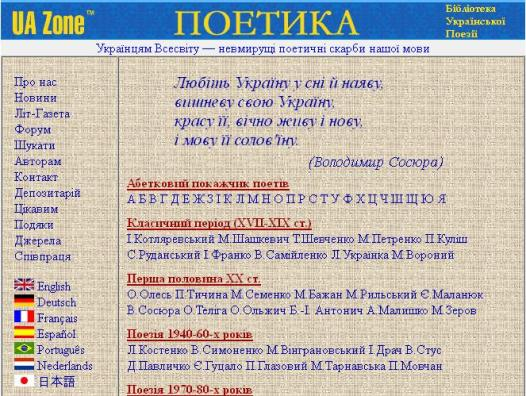 UA Zone™
ПОЕТИКА
Бібліотека
Української
Поезії
Українцям Всесвіту — невмирущі поетичні скарби нашої мови
Про нас
Новини
Літ-Газета
Форум
Шукати
Авторам
Контакт
Депозитарій
Цікавим
Подяки
Джерела
Співпраця
English
Deutsch
Français
Español
Português
Nederlands
日本語
Любіть Україну у сні й наяву,
вишневу свою Україну,
красу її, вічно живу і нову,
і мову її солов'їну.
(Володимир Сосюра)
Абетковий покажчик поетів
А Б В Г Д Е Ж З І К Л М Н О П Р С Т У Ф Х Ц Ч Ш Щ Ю Я
Класичний період (XVII-XIX ст.)
І.Котляревський М.Шашкевич Т.Шевченко М.Петренко П.Куліш
С.Руданський І.Франко В.Самійленко Л.Українка М.Вороний
Перша половина XX ст.
О.Олесь П.Тичина М.Семенко М.Бажан М.Рильський Є.Маланюк
В.Сосюра О.Теліга О.Ольжич Б.-І. Антонич А.Малишко М.Зеров
Поезія 1940-60-х років
Л.Костенко В.Симоненко М.Вінграновський І.Драч В.Стус
Д.Павличко Є.Гуцало П.Глазовий М.Тарнавська П.Мовчан
Поезія 1970-80-х років